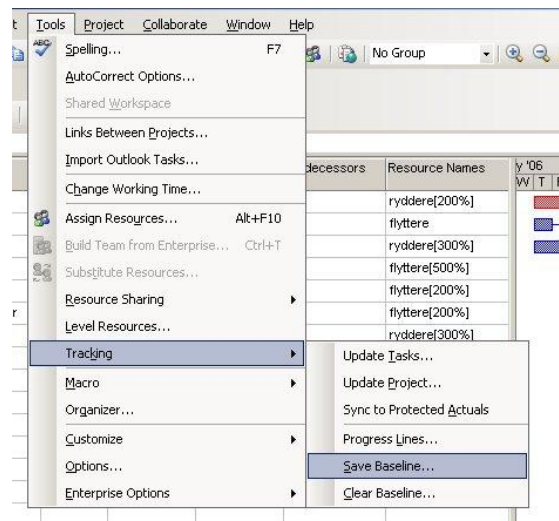 t Tools Project Collaborate Window Help
Spelling... F7
No Group
AutoCorrect Options...
Shared Workspace
Links Between Projects...
Import Outlook Tasks...
decessors Resource Names y '06
W T F
Change Working Time...
ryddere[200%]
Assign Resources... Alt+F10
flyttere
Build Team from Enterprise... Ctrl+T
ryddere[300%]
Substitute Resources...
flyttere[500%]
flyttere[200%]
Resource Sharing
r
flyttere[200%]
Level Resources...
ryddere[300%]
Tracking
Update Tasks...
Macro
Update Project...
Organizer...
Sync to Protected Actuals
Customize
Progress Lines...
Options...
Save Baseline...
Enterprise Options
Clear Baseline...